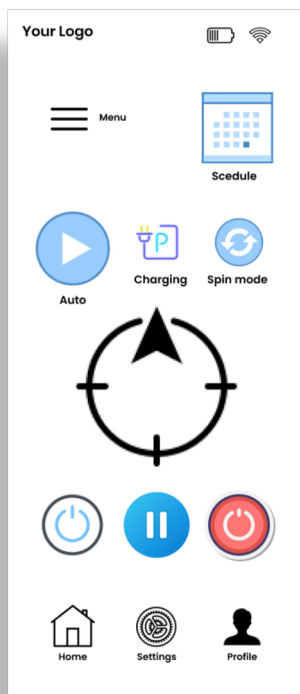 Your Logo
Menu
Scedule
P
Auto
Charging
Spin mode
Home
Settings
Profile